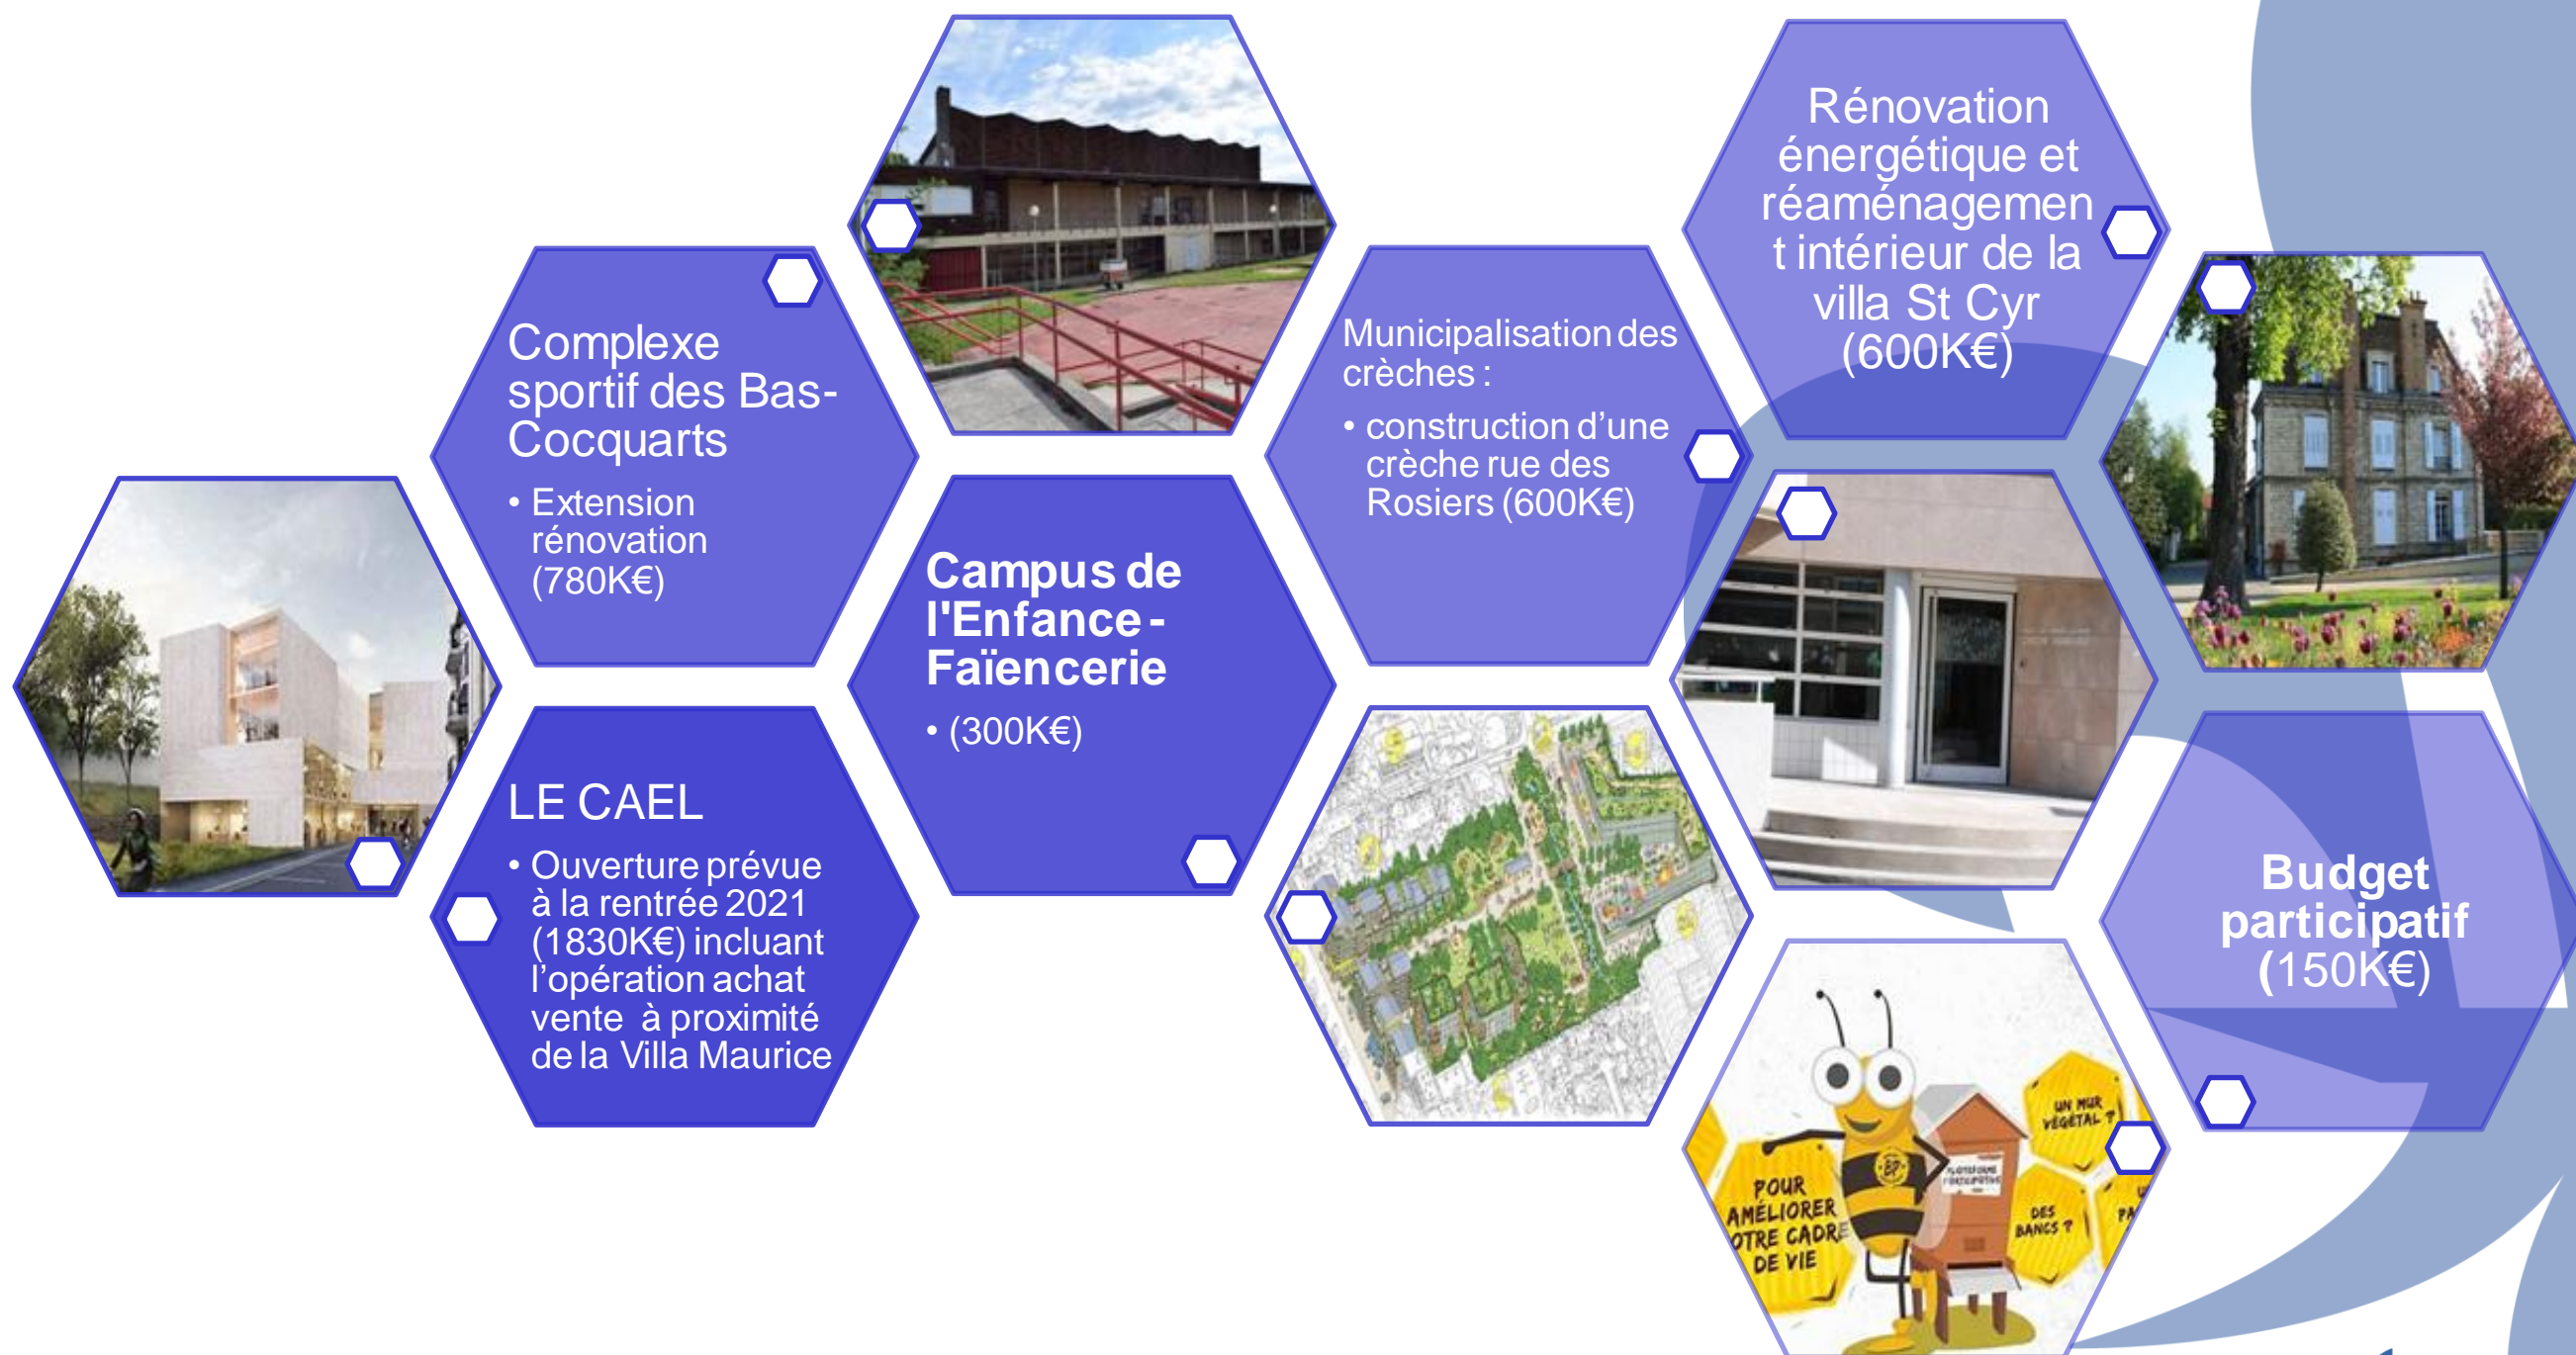 Complexe
sportif des Bas-
Cocquarts
• Extension
rénovation
(780K€)
LE CAEL
• Ouverture prévue
à la rentrée 2021
(1830K€) incluant
l’opération achat
vente à proximité
de la Villa Maurice
Campus de
l'Enfance -
Faïencerie
• (300K€)
Municipalisation des
crèches :
• construction d’une
crèche rue des
Rosiers (600K€)
Rénovation
énergétique et
réaménagemen
t intérieur de la
villa St Cyr
(600K€)
Budget
participatif
(150K€)
UN MUR
VÉGÉTAL ?
BP
POUR
AMÉLIORER
OTRE CADRE
DE VIE
DES
BANCS ?